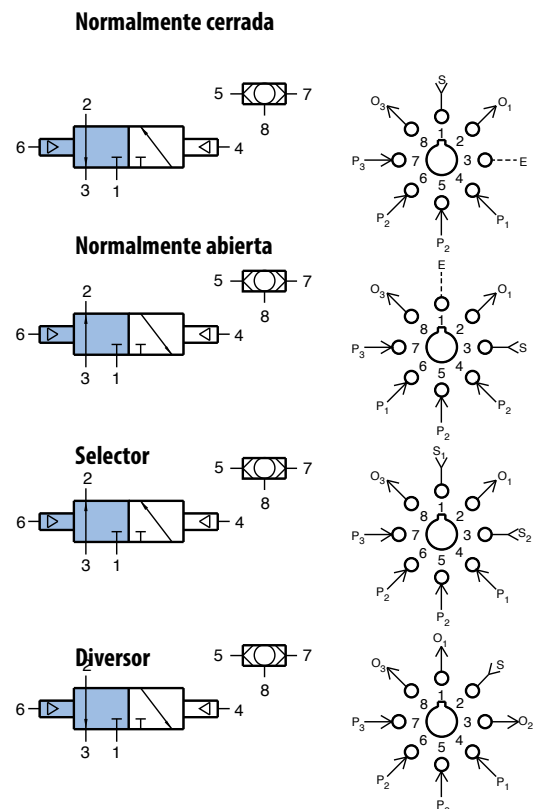 Normalmente cerrada
2
5 7
8
6 4
3 1
S
O3 O1
1
8 2
P3 7 3 E
6 4
5
P2 P1
P2
Normalmente abierta
2
5 7
8
6 4
3 1
E
O3 O1
1
8 2
P3 7 3 S
6 4
5
P1 P2
P2
Selector
2
5 7
8
6 4
3 1
S1
O3 O1
1
8 2
P3 7 3 S2
6 4
5
P2 P1
P2
Diversor
2
5 7
8
6 4
3 1
O1
O3 S
1
8 2
P3 7 3 O2
6 4
5
P2 P1
P2